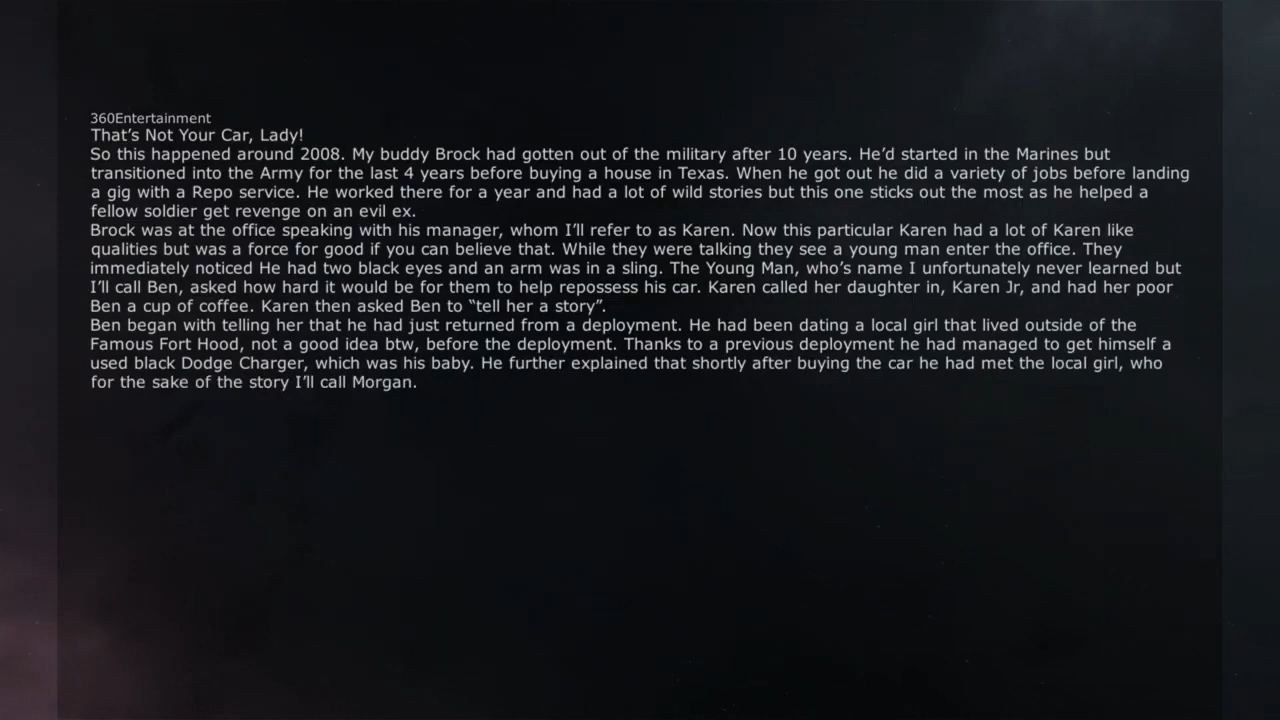 360Entertainment
That’s Not Your Car, Lady!
So this happened around 2008. My buddy Brock had gotten out of the military after 10 years. He’d started in the Marines but
transitioned into the Army for the last 4 years before buying a house in Texas. When he got out he did a variety of jobs before landing
a gig with a Repo service. He worked there for a year and had a lot of wild stories but this one sticks out the most as he helped a
fellow soldier get revenge on an evil ex.
Brock was at the office speaking with his manager, whom I’ll refer to as Karen. Now this particular Karen had a lot of Karen like
qualities but was a force for good if you can believe that. While they were talking they see a young man enter the office. They
immediately noticed He had two black eyes and an arm was in a sling. The Young Man, who’s name I unfortunately never learned but
I’ll call Ben, asked how hard it would be for them to help repossess his car. Karen called her daughter in, Karen Jr, and had her poor
Ben a cup of coffee. Karen then asked Ben to “tell her a story”.
Ben began with telling her that he had just returned from a deployment. He had been dating a local girl that lived outside of the
Famous Fort Hood, not a good idea btw, before the deployment. Thanks to a previous deployment he had managed to get himself a
used black Dodge Charger, which was his baby. He further explained that shortly after buying the car he had met the local girl, who
for the sake of the story I’ll call Morgan.